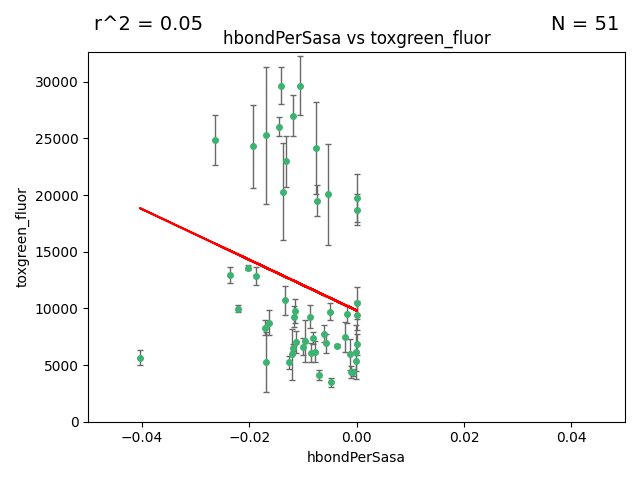 r^2 = 0.05
N = 51
hbondPerSasa vs toxgreen_fluor
30000
25000
20000
15000
10000
5000
0
toxgreen_fluor
−0.04
−0.02
0.00
0.02
0.04
hbondPerSasa